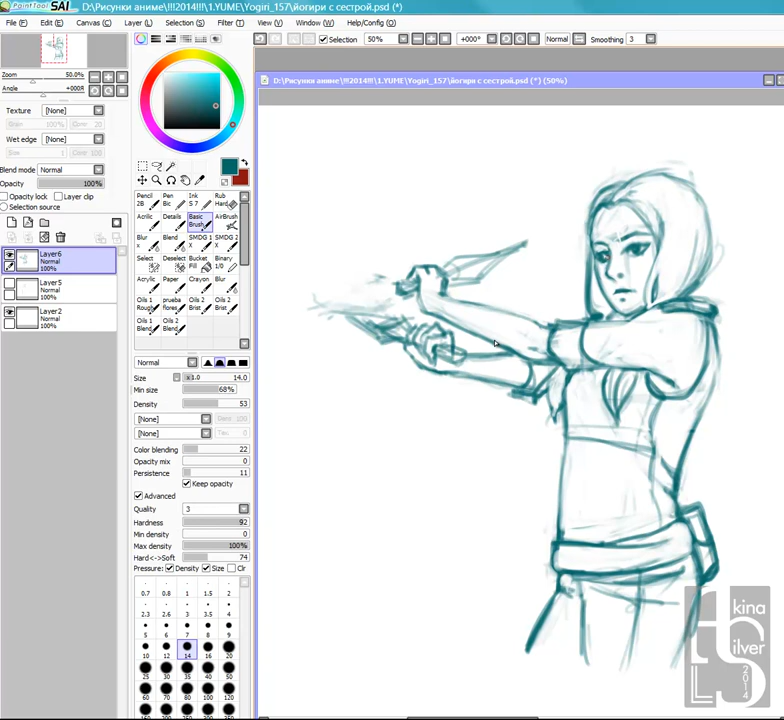 PaintTool SAI D:\Рисунки аниме\!!!2014!!!\1.YUME\Yogiri_157\йогири с сестрой.psd (*)
File (F) Edit (E) Canvas (C) Layer (L) Selection (S) Filter (T) View (V) Window (W) Help/Config (O)
Selection 50% +000° Normal Smoothing 3
D:\Рисунки аниме\!!!2014!!!\1.YUME\Yogiri_157\йогири с сестрой.psd (*) (50%)
Zoom 50.0%
Angle +000R
Texture [None]
Wet edge [None]
Blend mode Normal
Opacity 100%
Opacity lock Layer clip
Selection source
Layer6
Normal
100%
Layer5
Normal
100%
Layer2
Normal
100%
Pencil 2B
Pen Bic
Ink S 7
Rub Hard
Acrilic
Details
Basic Brush
AirBrush
Blur x
Blend
SMDG 1 X
SMDG 2 X
Select
Deselect
Bucket Fill
Binary 1/0
Acrylic
Paper
Crayon
Blur
Oils 1 Rough
prueba flores
Oils 2 Brist
Oils 2 Brist
Oils 1 Blend
Oils 2 Blend
Normal
Size x1.0 14.0
Min size 68%
Density 53
[None]
[None]
Color blending 22
Opacity mix 0
Persistence 11
Keep opacity
Advanced
Quality 3
Hardness 92
Min density 0
Max density 100%
Hard<->Soft 74
Pressure: Density Size Clr
0.7 0.8 1 1.5 2
2.3 2.6 3 3.5 4
5 6 7 8 9
10 12 14 16 20
25 30 35 40 50
60 70 80 100 120
kina
ilver
2014